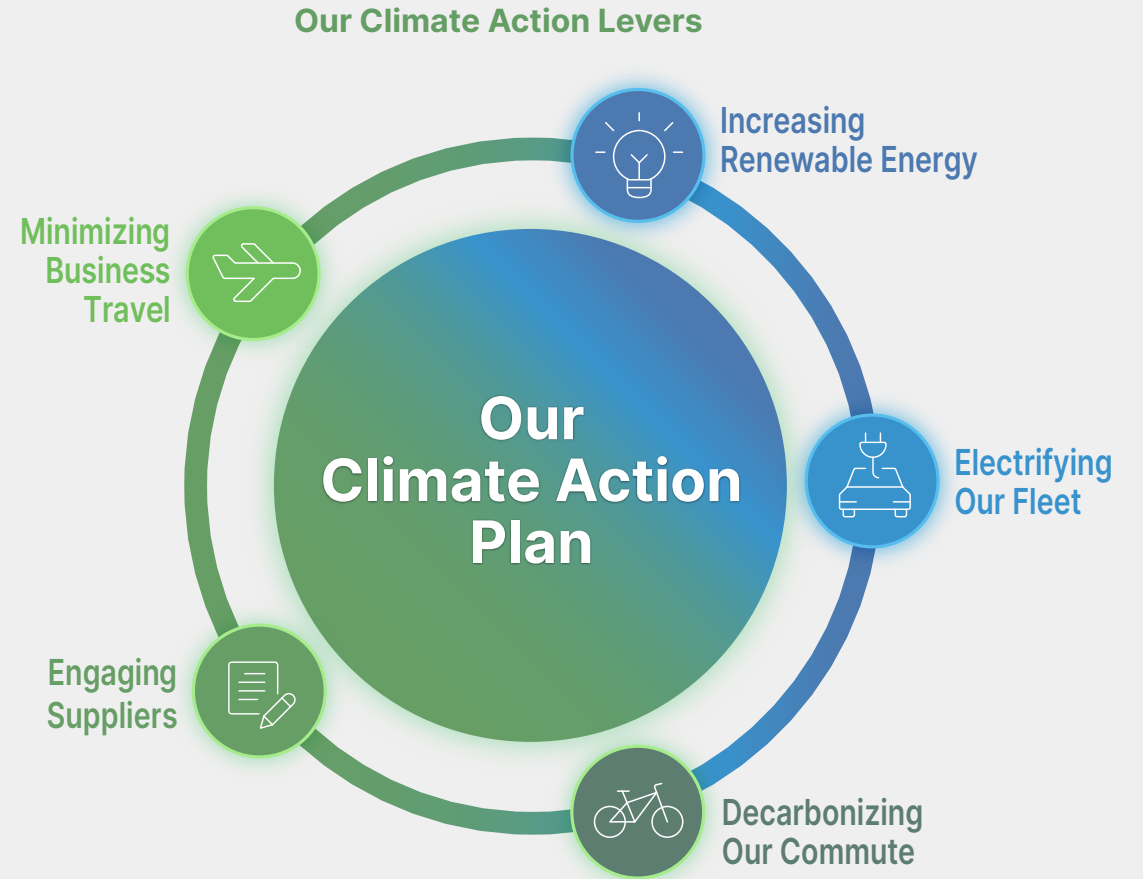 Our Climate Action Levers
Increasing
Renewable Energy
Minimizing
Business
Travel
Our
Climate Action
Plan
Electrifying
Our Fleet
Engaging
Suppliers
Decarbonizing
Our Commute